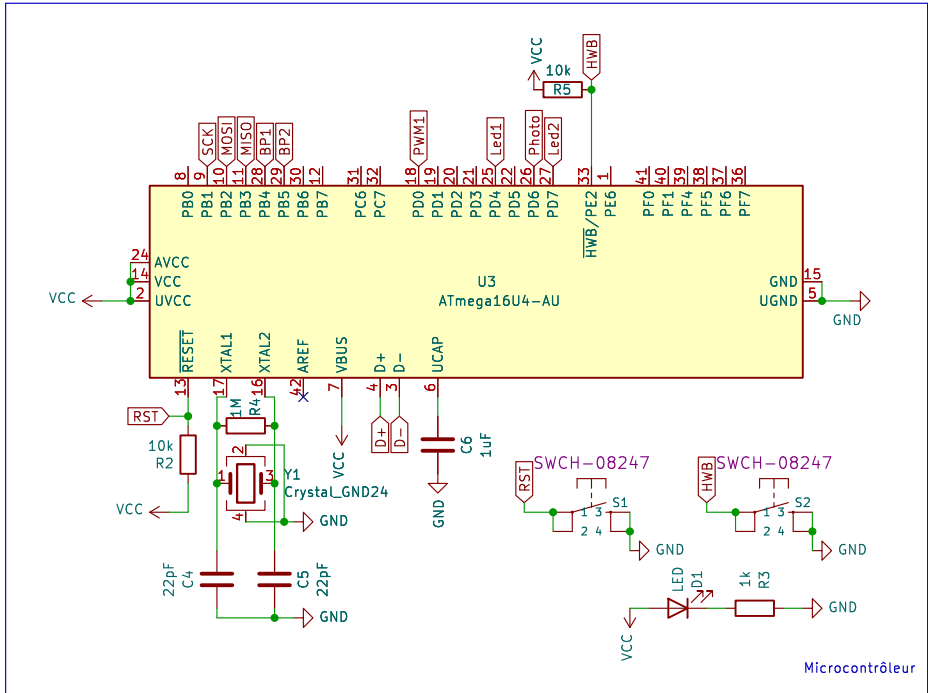 VCC
HWB
10k
R5
SCK
MOSI
MISO
BP1
BP2
PWM1
Led1
Photo
Led2
8
9
10
11
28
29
30
12
31
32
18
19
20
21
25
22
26
27
33
1
41
40
39
38
37
36
PB0
PB1
PB2
PB3
PB4
PB5
PB6
PB7
PC6
PC7
PD0
PD1
PD2
PD3
PD4
PD5
PD6
PD7
HWB/PE2
PE6
PF0
PF1
PF4
PF5
PF6
PF7
24
AVCC
14
VCC
2
UVCC
VCC
U3
ATmega16U4-AU
GND
15
UGND
5
GND
RESET
XTAL1
XTAL2
AREF
VBUS
D+
D-
UCAP
13
17
16
42
7
4
3
6
RST
10k
R2
VCC
1M
R4
2
1
3
4
Y1
Crystal_GND24
GND
VCC
D+
D-
C6
1uF
GND
22pF
C4
C5
22pF
GND
SWCH-08247
RST
S1
1 3
2 4
GND
SWCH-08247
HWB
S2
1 3
2 4
GND
LED
D1
1k
R3
VCC
GND
Microcontrôleur